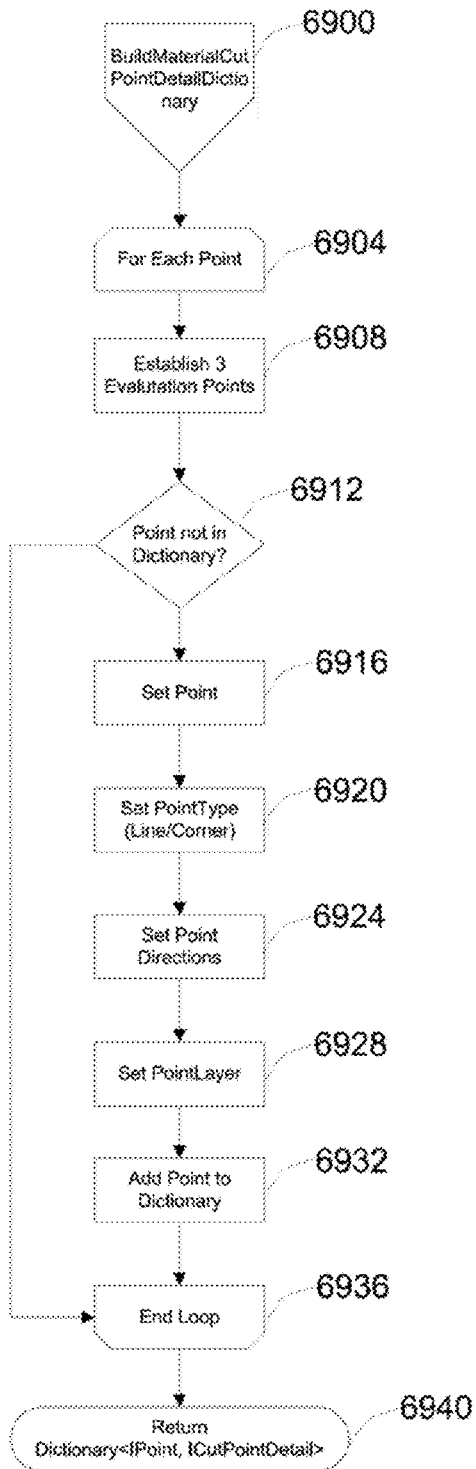 6900
BuildMaterialCut
PointDetailDictio
nary
For Each Point
6904
Establish 3
Evalutation Points
6908
Point not in
Dictionary?
6912
Set Point
6916
Set PointType
(Line/Corner)
6920
Set Point
Directions
6924
Set PointLayer
6928
Add Point to
Dictionary
6932
End Loop
6936
Return
Dictionary<IPoint, ICutPointDetail>
6940